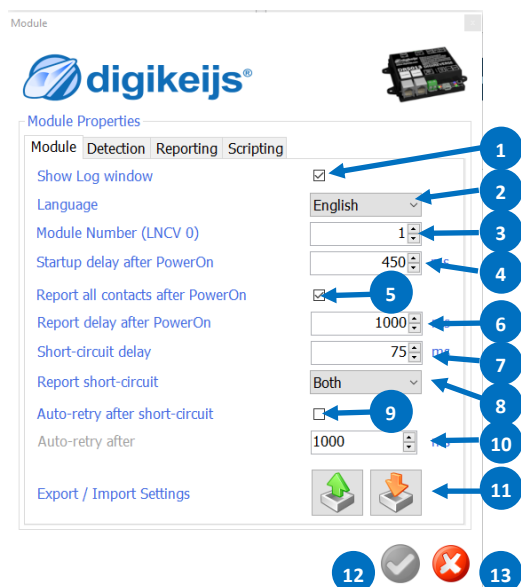 Module
digikeijs®
Module Properties
Module Detection Reporting Scripting
1
Show Log window
2
Language English
3
Module Number (LNCV 0) 1
Startup delay after PowerOn 450
4
Report all contacts after PowerOn 5
Report delay after PowerOn 1000 6
Short-circuit delay 75
7
Report short-circuit Both
8
Auto-retry after short-circuit 9
Auto-retry after 1000 10
Export / Import Settings 11
12 13